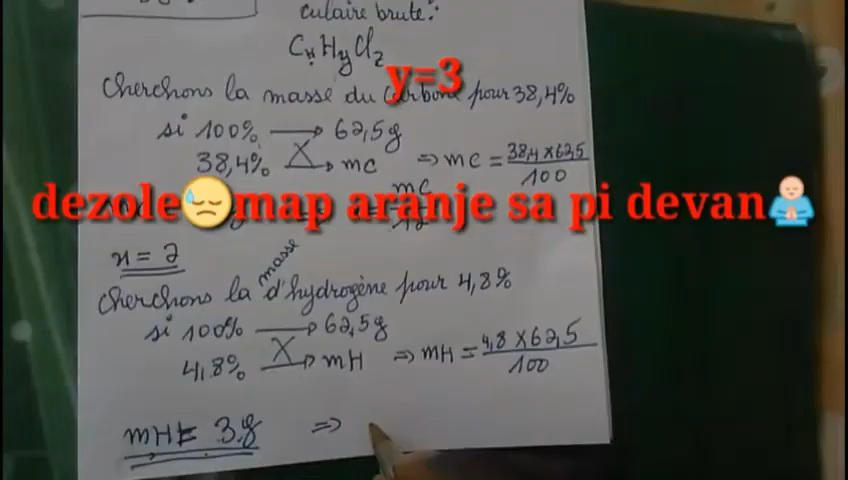 culaire brute:
CxHyClz
y=3
Cherchons la masse du Carbone pour 38,4%
si 100% → 62,5g
38,4% → mC ⇒ mC = 38,4 x 62,5 / 100
dezole😓map aranje sa pi devan🙏
x = 2
Cherchons la masse d'hydrogène pour 4,8%
si 100% → 62,5g
4,8% → mH ⇒ mH = 4,8 x 62,5 / 100
mH = 3g ⇒